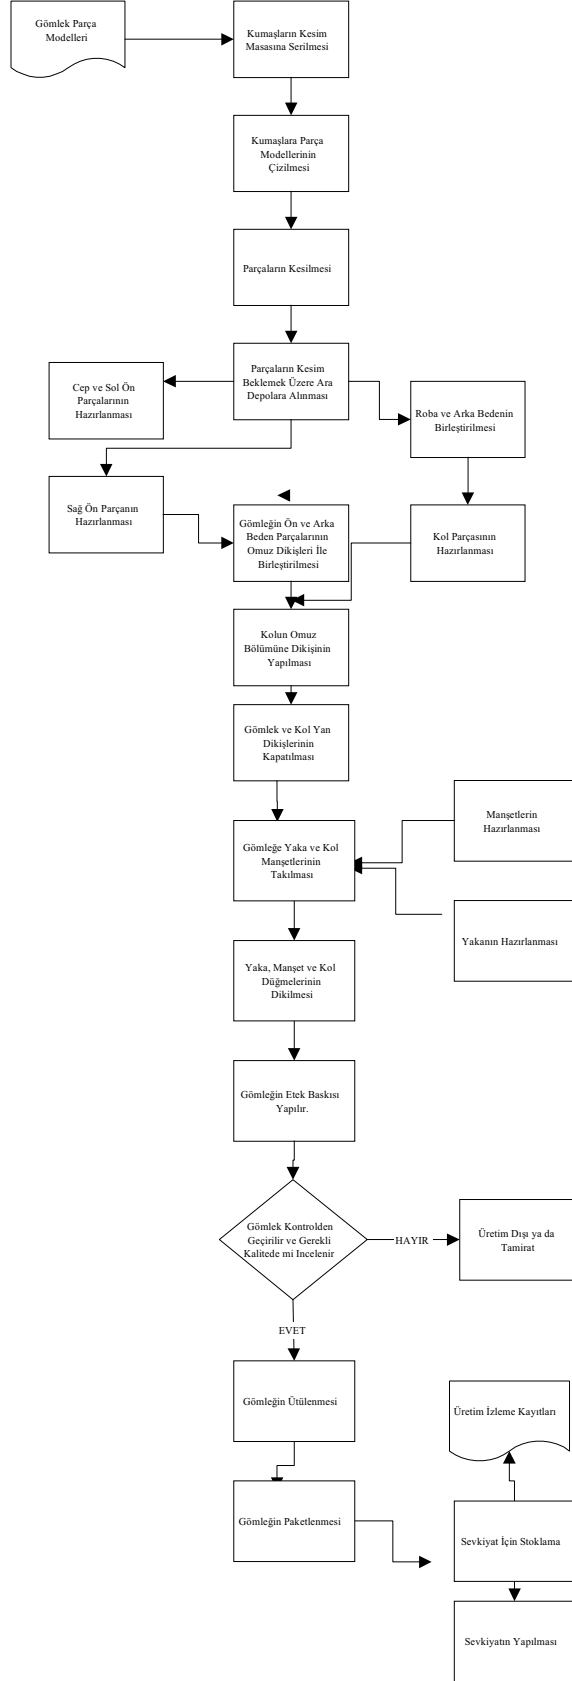 Gömlek Parça
Modelleri
Kumaşların Kesim
Masasına Serilmesi
Kumaşlara Parça
Modellerinin
Çizilmesi
Parçaların Kesilmesi
Parçaların Kesim
Beklemek Üzere Ara
Depolara Alınması
Cep ve Sol Ön
Parçalarının
Hazırlanması
Roba ve Arka Bedenin
Birleştirilmesi
Sağ Ön Parçanın
Hazırlanması
Gömleğin Ön ve Arka
Beden Parçalarının
Omuz Dikişleri İle
Birleştirilmesi
Kol Parçasının
Hazırlanması
Kolun Omuz
Bölümüne Dikişinin
Yapılması
Gömlek ve Kol Yan
Dikişlerinin
Kapatılması
Gömleğe Yaka ve Kol
Manşetlerinin
Takılması
Manşetlerin
Hazırlanması
Yakanın Hazırlanması
Yaka, Manşet ve Kol
Düğmelerinin
Dikilmesi
Gömleğin Etek Baskısı
Yapılır.
Gömlek Kontrolden
Geçirilir ve Gerekli
Kalitede mi İncelenir
HAYIR
Üretim Dışı ya da
Tamirat
EVET
Gömleğin Ütülenmesi
Üretim İzleme Kayıtları
Gömleğin Paketlenmesi
Sevkiyat İçin Stoklama
Sevkiyatın Yapılması